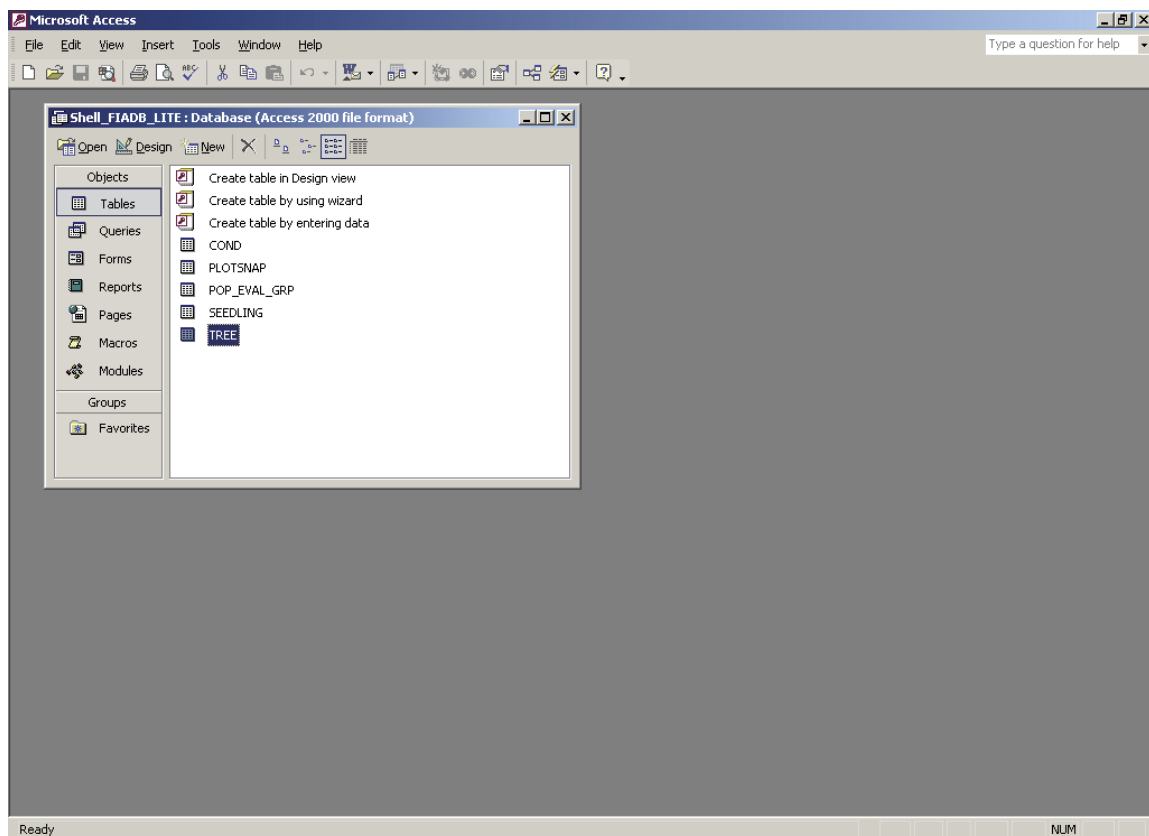 Microsoft Access
File Edit View Insert Tools Window Help
Type a question for help
ABC
Shell_FIADB_LITE : Database (Access 2000 file format)
Open Design New
Objects
Tables
Queries
Forms
Reports
Pages
Macros
Modules
Groups
Favorites
Create table in Design view
Create table by using wizard
Create table by entering data
COND
PLOTSNAP
POP_EVAL_GRP
SEEDLING
TREE
Ready
NUM